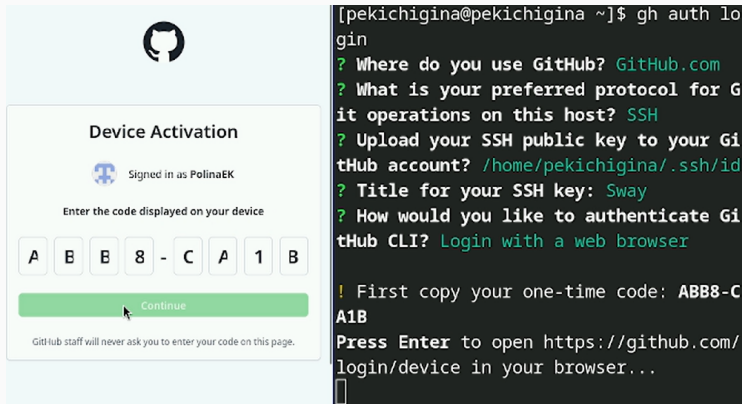 Device Activation
Signed in as PolinaEK
Enter the code displayed on your device
A B B 8 - C A 1 B
Continue
GitHub staff will never ask you to enter your code on this page.
[pekichigina@pekichigina ~]$ gh auth lo
gin
? Where do you use GitHub? GitHub.com
? What is your preferred protocol for G
it operations on this host? SSH
? Upload your SSH public key to your Gi
tHub account? /home/pekichigina/.ssh/id
? Title for your SSH key: Sway
? How would you like to authenticate Gi
tHub CLI? Login with a web browser
! First copy your one-time code: ABB8-C
A1B
Press Enter to open https://github.com/
login/device in your browser...